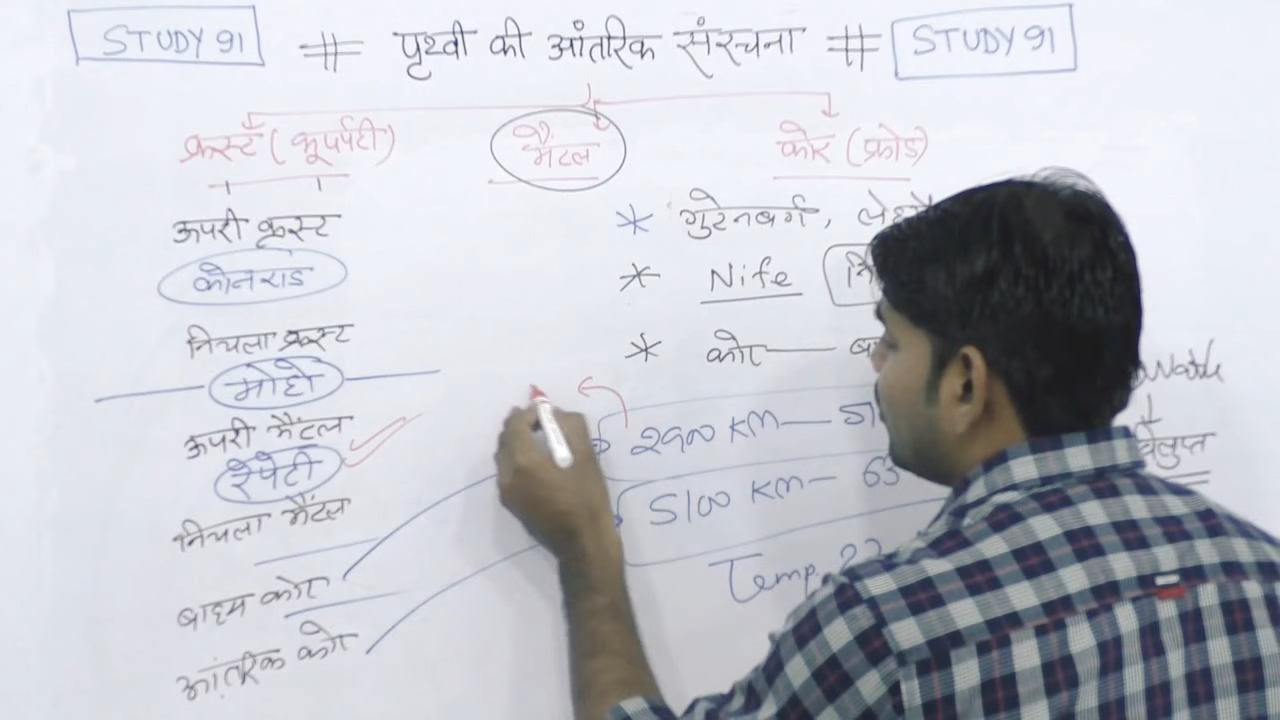 STUDY 91 # पृथ्वी की आंतरिक संरचना # STUDY 91
क्रस्ट (भूपर्पटी) मैंटल कोर (क्रोड)
ऊपरी क्रस्ट
कोनराड
निचला क्रस्ट
मोहो
ऊपरी मैंटल
रेपेटी
निचला मैंटल
बाह्य कोर
आंतरिक कोर
* गुटेनबर्ग,
* Nife
* कोर—
2900 KM—
5100 KM— 63
Temp.